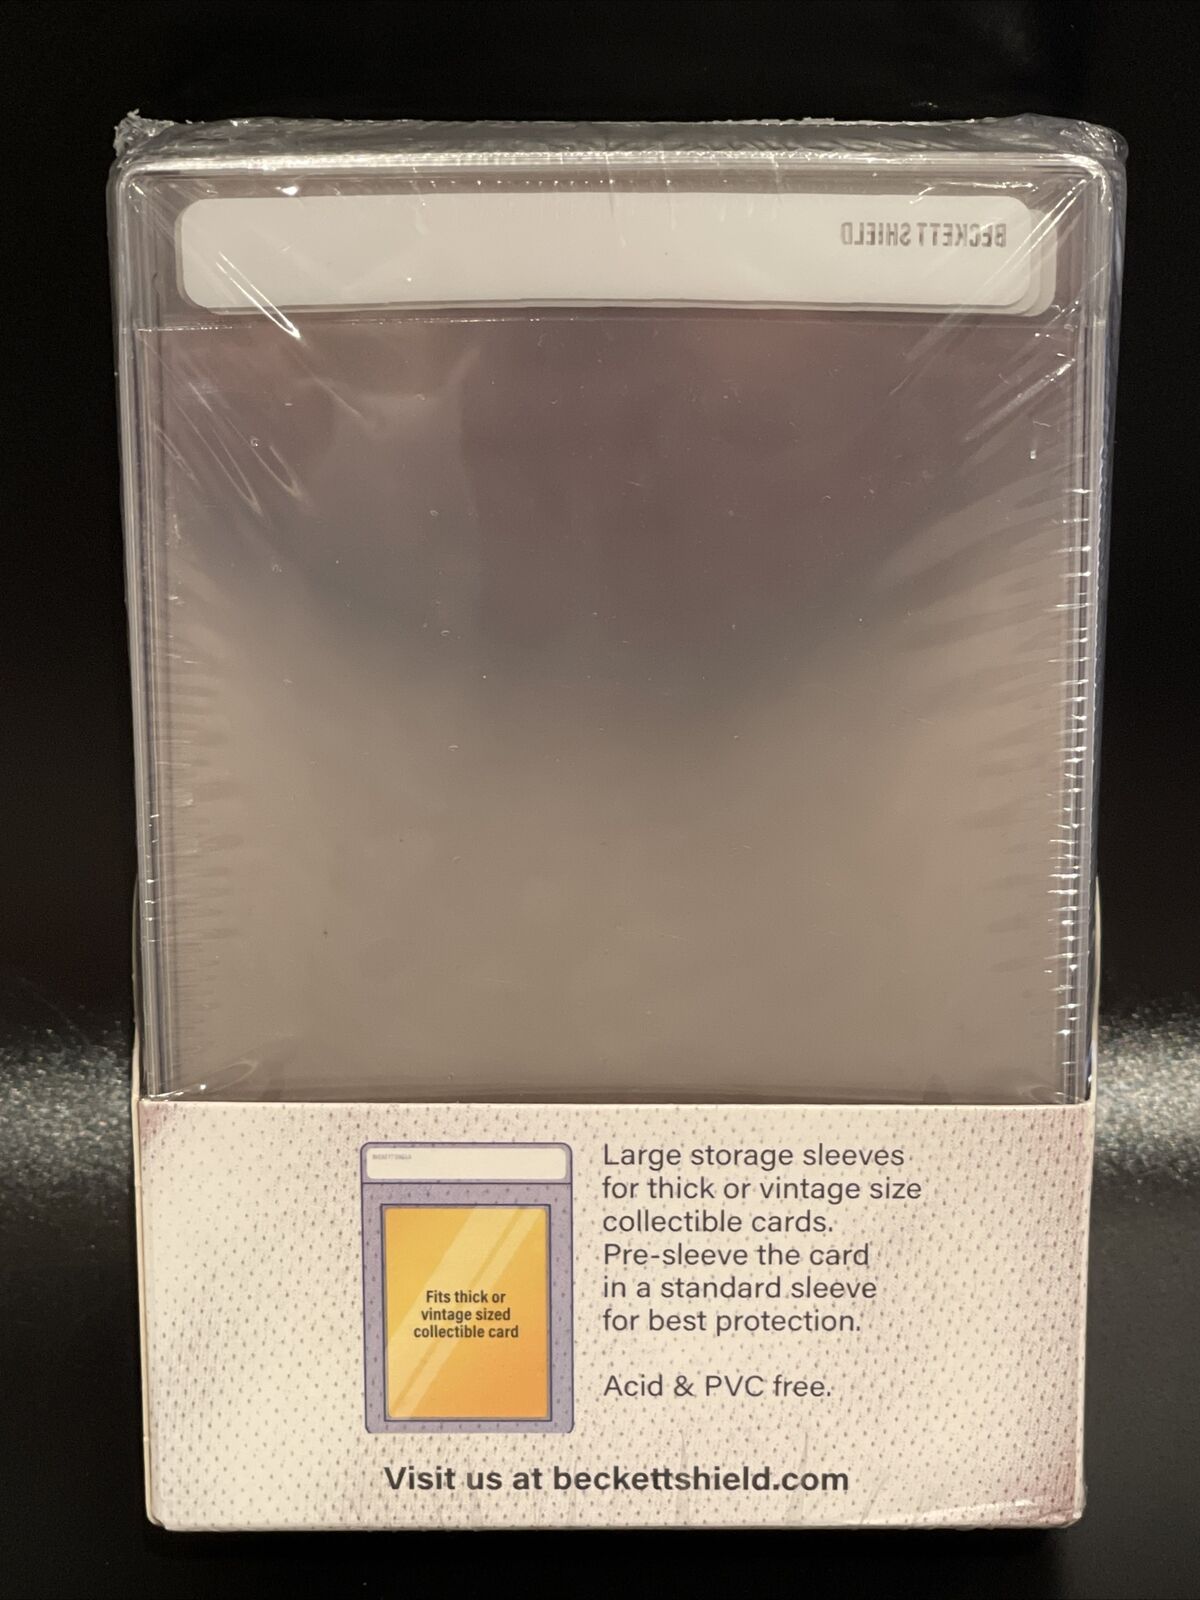 BECKETT SHIELD
Large storage sleeves
for thick or vintage size
collectible cards.
Pre-sleeve the card
in a standard sleeve
for best protection.
Acid & PVC free.
Fits thick or
vintage sized
collectible card
Visit us at beckettshield.com